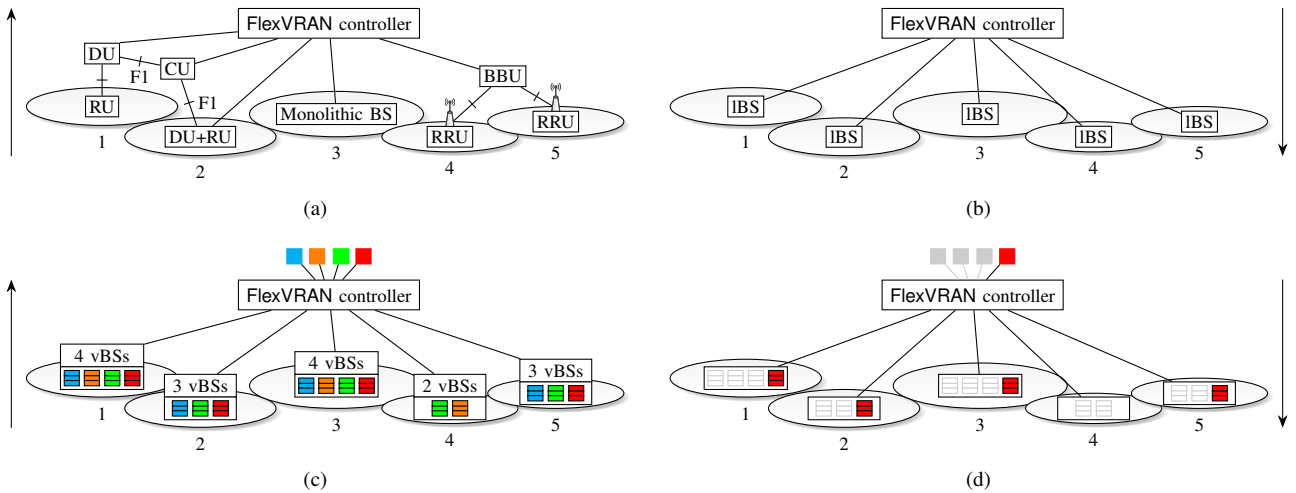 FlexVRAN controller
DU
F1
CU
BBU
F1
RU
DU+RU
Monolithic BS
RRU
RRU
1
2
3
4
5
(a)
FlexVRAN controller
lBS
lBS
lBS
lBS
lBS
1
2
3
4
5
(b)
FlexVRAN controller
4 vBSs
3 vBSs
4 vBSs
2 vBSs
3 vBSs
1
2
3
4
5
(c)
FlexVRAN controller
1
2
3
4
5
(d)